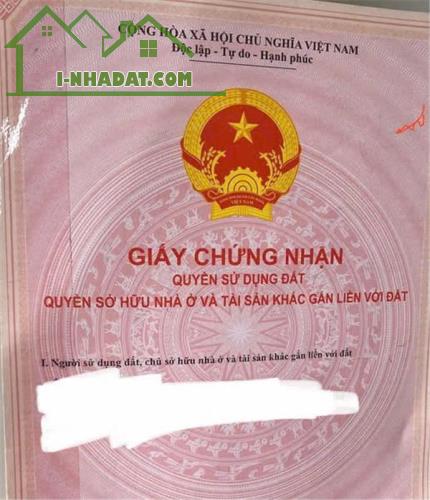 CỘNG HÒA XÃ HỘI CHỦ NGHĨA VIỆT NAM
Độc lập - Tự do - Hạnh phúc
I-NHADAT.COM
VIỆT NAM
GIẤY CHỨNG NHẬN
QUYỀN SỬ DỤNG ĐẤT
QUYỀN SỞ HỮU NHÀ Ở VÀ TÀI SẢN KHÁC GẮN LIỀN VỚI ĐẤT
I. Người sử dụng đất, chủ sở hữu nhà ở và tài sản khác gắn liền với đất